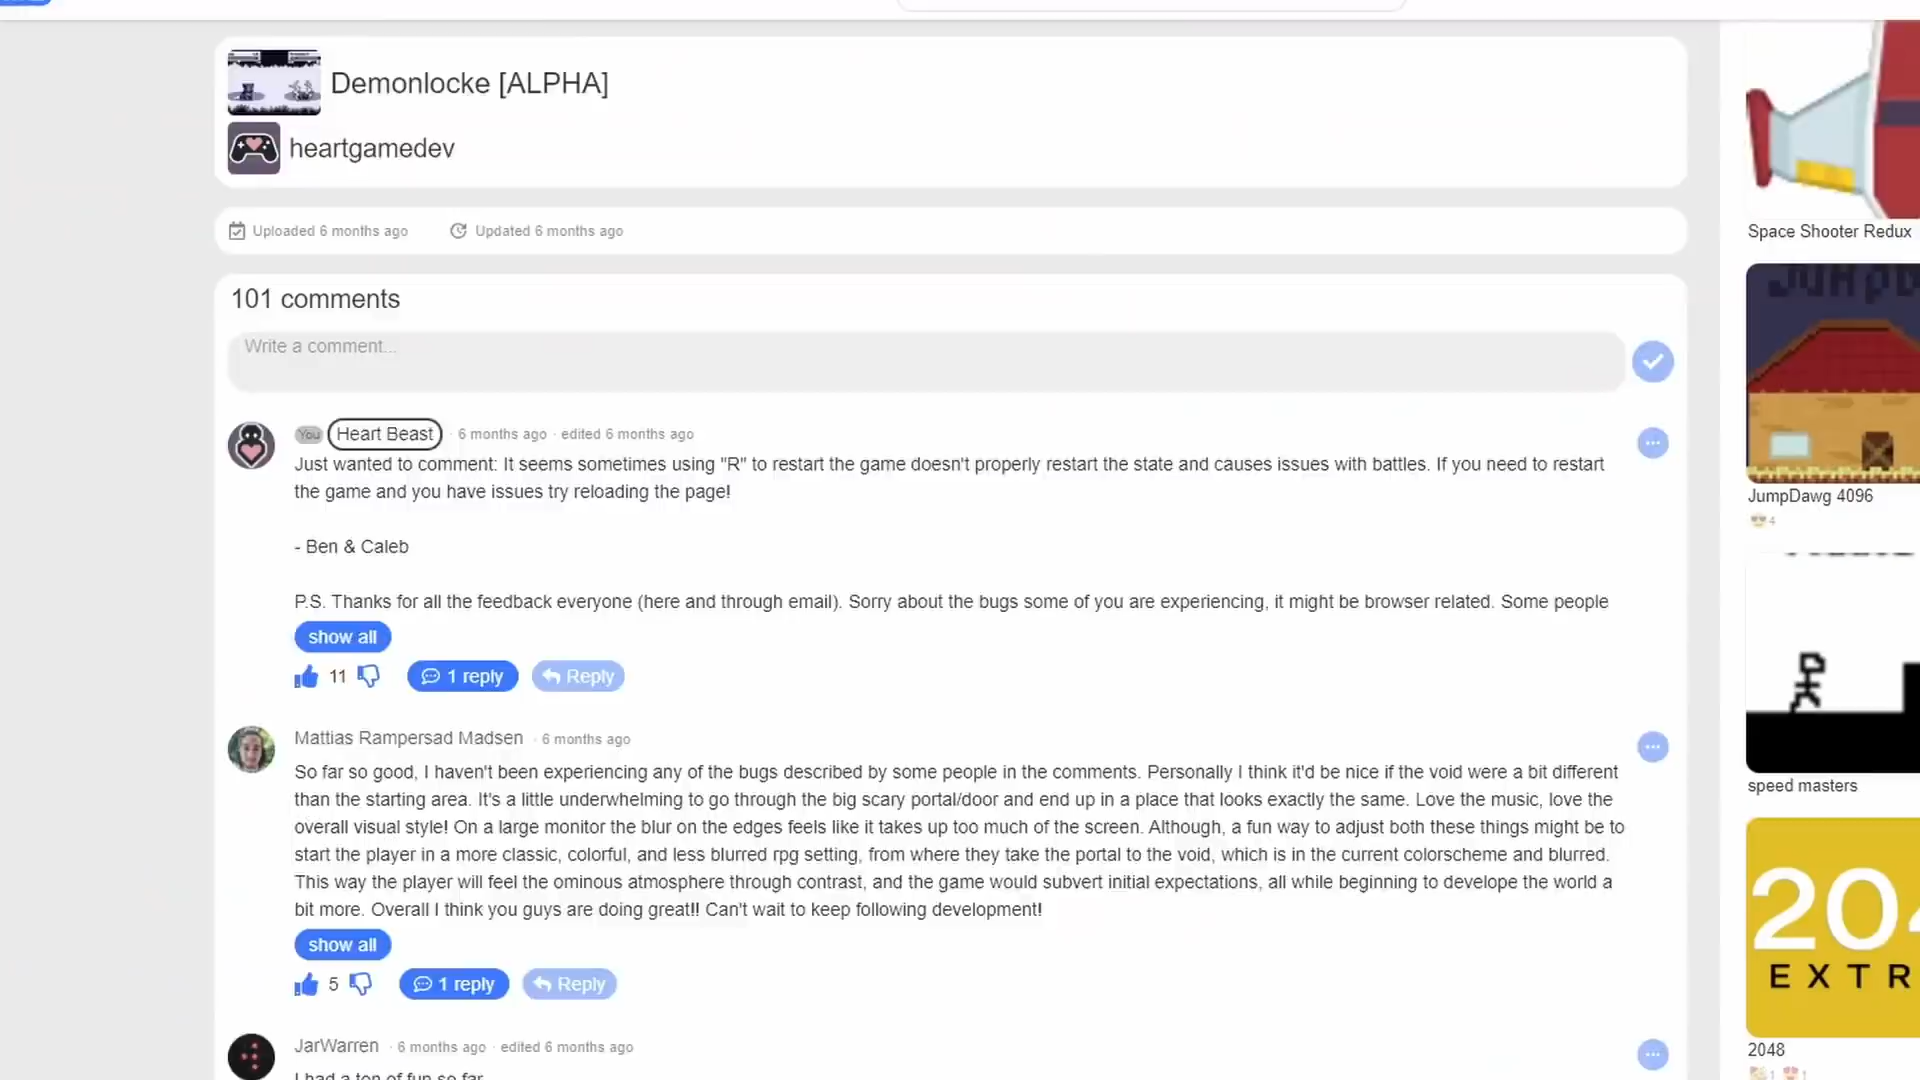 Demonlocke [ALPHA]
heartgamedev
Uploaded 6 months ago Updated 6 months ago
101 comments
Write a comment...
You Heart Beast · 6 months ago · edited 6 months ago
Just wanted to comment: It seems sometimes using "R" to restart the game doesn't properly restart the state and causes issues with battles. If you need to restart
the game and you have issues try reloading the page!
- Ben & Caleb
P.S. Thanks for all the feedback everyone (here and through email). Sorry about the bugs some of you are experiencing, it might be browser related. Some people
show all
11 1 reply Reply
Mattias Rampersad Madsen · 6 months ago
So far so good, I haven't been experiencing any of the bugs described by some people in the comments. Personally I think it'd be nice if the void were a bit different
than the starting area. It's a little underwhelming to go through the big scary portal/door and end up in a place that looks exactly the same. Love the music, love the
overall visual style! On a large monitor the blur on the edges feels like it takes up too much of the screen. Although, a fun way to adjust both these things might be to
start the player in a more classic, colorful, and less blurred rpg setting, from where they take the portal to the void, which is in the current colorscheme and blurred.
This way the player will feel the ominous atmosphere through contrast, and the game would subvert initial expectations, all while beginning to develope the world a
bit more. Overall I think you guys are doing great!! Can't wait to keep following development!
show all
5 1 reply Reply
JarWarren · 6 months ago · edited 6 months ago
I had a ton of fun so far
Space Shooter Redux
JumpDawg 4096
4
speed masters
204
EXTR
2048
1 1